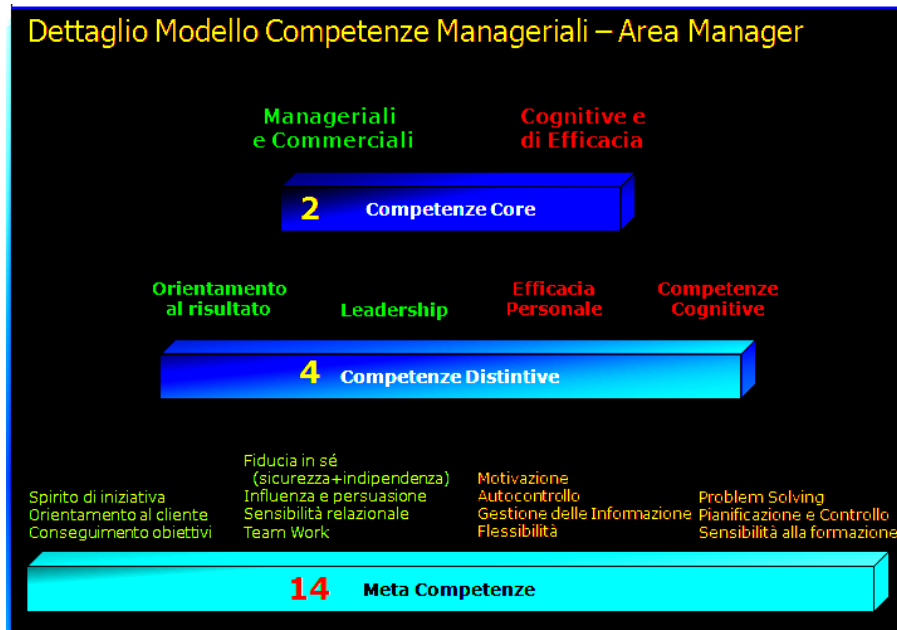 Dettaglio Modello Competenze Manageriali – Area Manager
Manageriali
e Commerciali
Cognitive e
di Efficacia
2 Competenze Core
Orientamento
al risultato
Leadership
Efficacia
Personale
Competenze
Cognitive
4 Competenze Distintive
Spirito di iniziativa
Orientamento al cliente
Conseguimento obiettivi
Fiducia in sé
(sicurezza+indipendenza)
Influenza e persuasione
Sensibilità relazionale
Team Work
Motivazione
Autocontrollo
Gestione delle Informazione
Flessibilità
Problem Solving
Pianificazione e Controllo
Sensibilità alla formazione
14 Meta Competenze